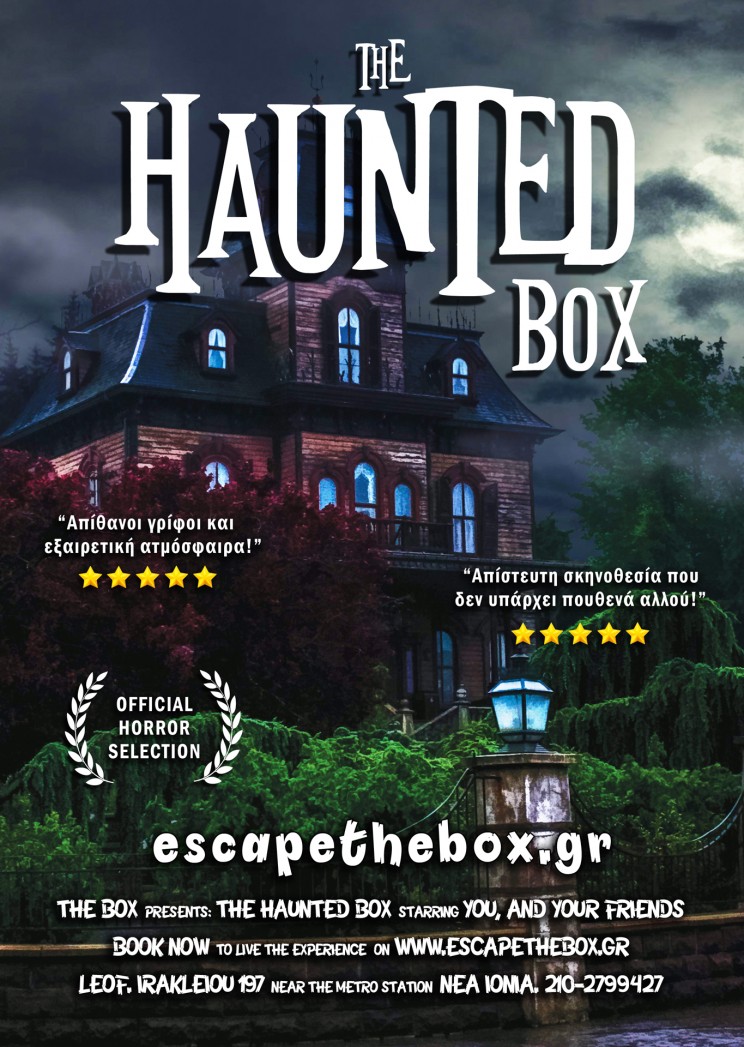 THE
HAUNTED
BOX
“Απίθανοι γρίφοι και
εξαιρετική ατμόσφαιρα!”
“Απίστευτη σκηνοθεσία που
δεν υπάρχει πουθενά αλλού!”
OFFICIAL
HORROR
SELECTION
escapethebox.gr
THE BOX PRESENTS: THE HAUNTED BOX STARRING YOU, AND YOUR FRIENDS
BOOK NOW TO LIVE THE EXPERIENCE ON WWW.ESCAPETHEBOX.GR
LEOF. IRAKLEIOU 197 NEAR THE METRO STATION NEA IONIA. 210-2799427